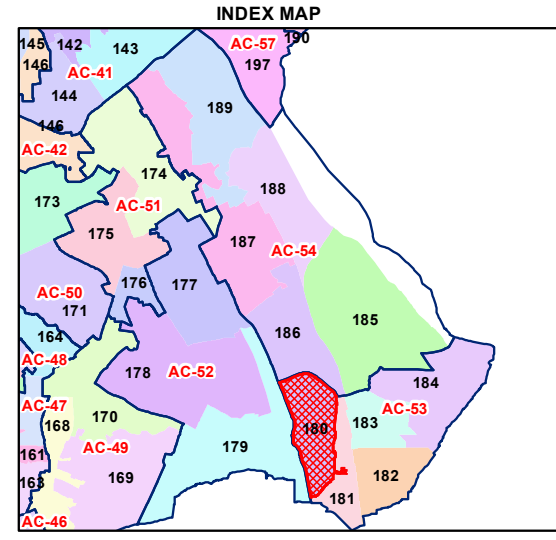 INDEX MAP
145 142 143 AC-57 190
146 AC-41 197
144 189
146
AC-42
174 188
173 AC-51
175 187 AC-54
176 177
AC-50
171 185
164 186
AC-48
178 AC-52 184
AC-47 AC-53
168 170 183
180
161 AC-49 179
163 169 182
181
AC-46